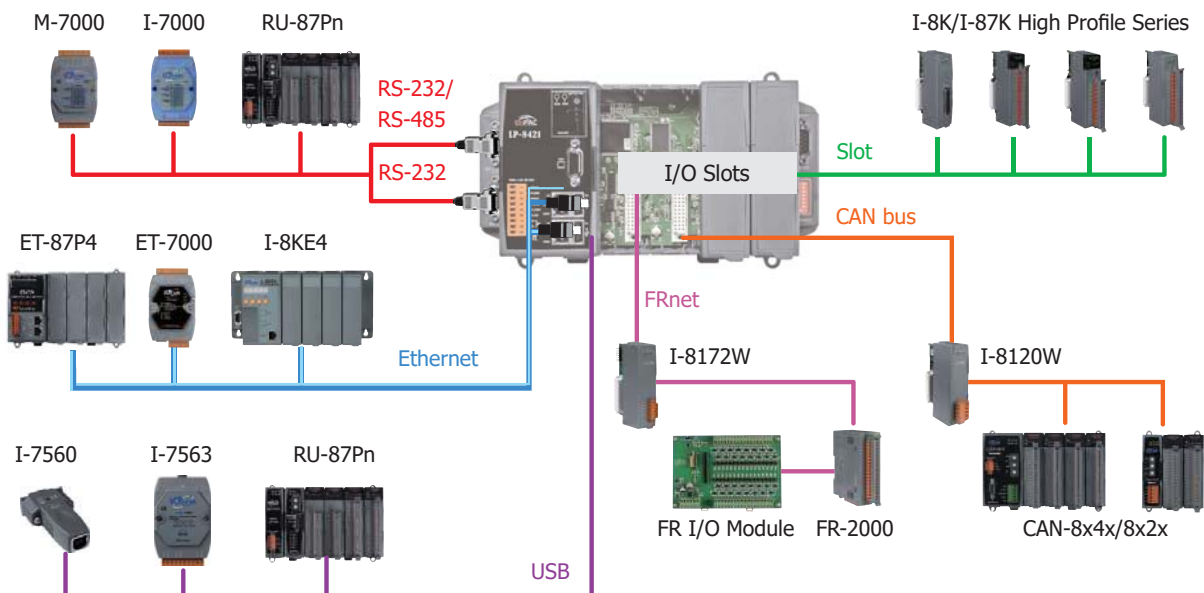 M-7000
I-7000
RU-87Pn
I-8K/I-87K High Profile Series
RS-232/
RS-485
RS-232
LP-8421
I/O Slots
Slot
CAN bus
FRnet
ET-87P4
ET-7000
I-8KE4
Ethernet
I-8172W
I-8120W
I-7560
I-7563
RU-87Pn
FR I/O Module
FR-2000
CAN-8x4x/8x2x
USB